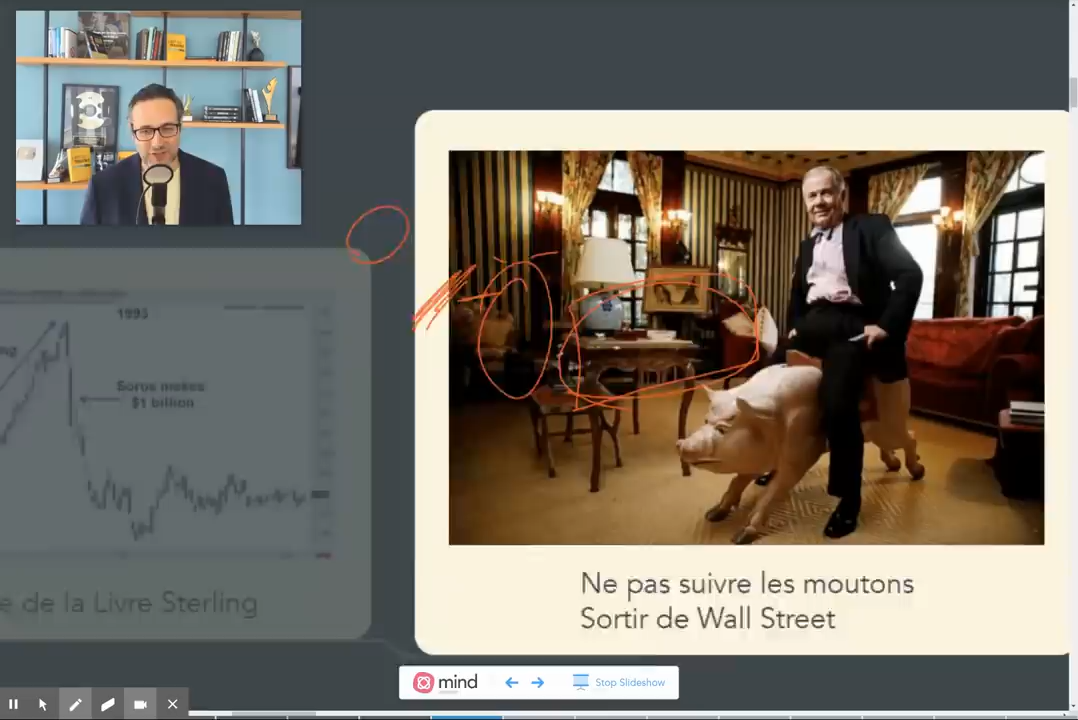 1993
ng
Soros makes
$1 billion
e de la Livre Sterling
Ne pas suivre les moutons
Sortir de Wall Street
mind
Stop Slideshow